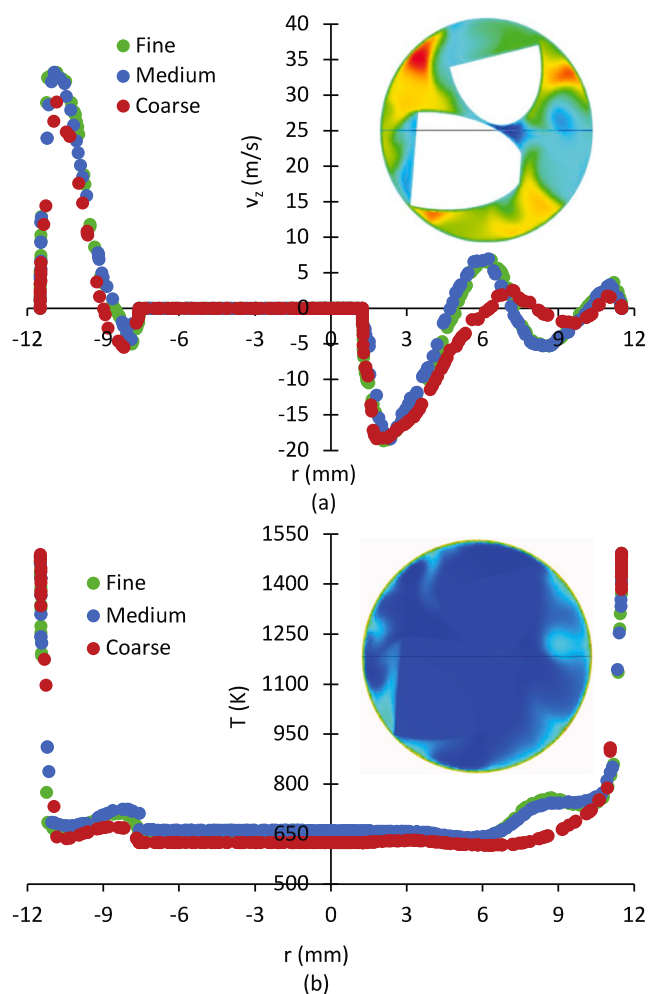 40
35
30
25
20
15
10
5
0
-5
-10
-15
-20
v_z (m/s)
Fine
Medium
Coarse
-12 -9 -6 -3 0 3 6 9 12
r (mm)
(a)
1550
1400
1250
1100
950
800
650
500
T (K)
Fine
Medium
Coarse
-12 -9 -6 -3 0 3 6 9 12
r (mm)
(b)